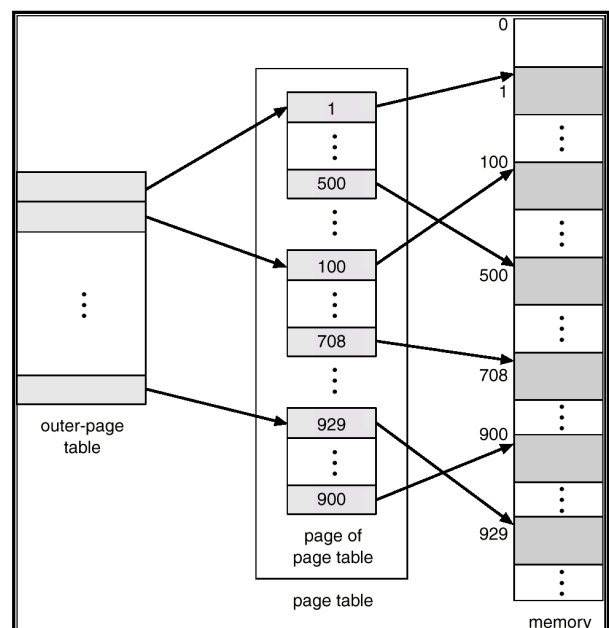 outer-page
table
1
500
100
708
929
900
page of
page table
page table
0
1
100
500
708
900
929
memory